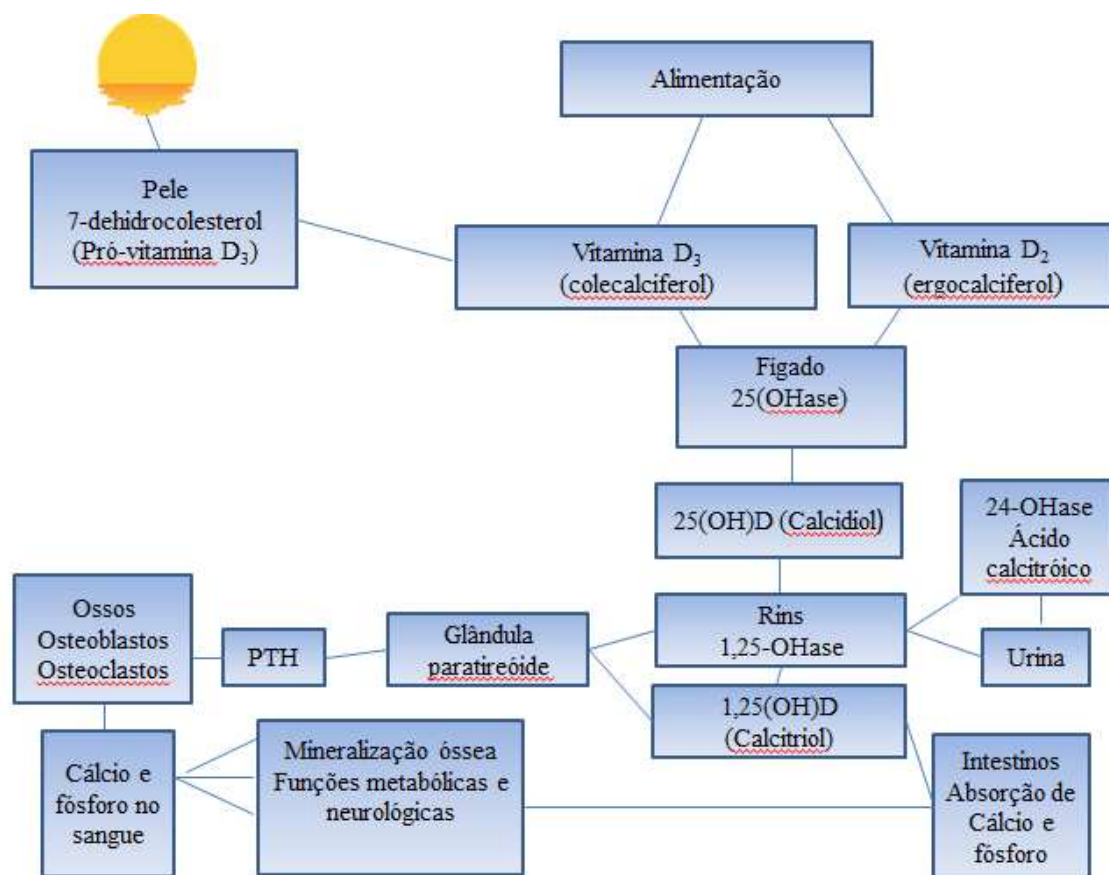 Alimentação
Pele
7-dehidrocolesterol
(Pró-vitamina D₃)
Vitamina D₃
(colecalciferol)
Vitamina D₂
(ergocalciferol)
Fígado
25(OHase)
25(OH)D (Calcidiol)
24-OHase
Ácido
calcitróico
Ossos
Osteoblastos
Osteoclastos
PTH
Glândula
paratireóide
Rins
1,25-OHase
Urina
1,25(OH)D
(Calcitriol)
Cálcio e
fósforo no
sangue
Mineralização óssea
Funções metabólicas e
neurológicas
Intestinos
Absorção de
Cálcio e
fósforo